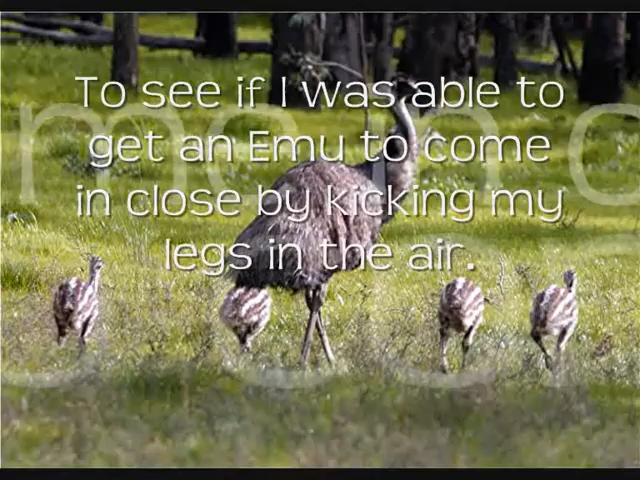 To see if I was able to
get an Emu to come
in close by kicking my
legs in the air.